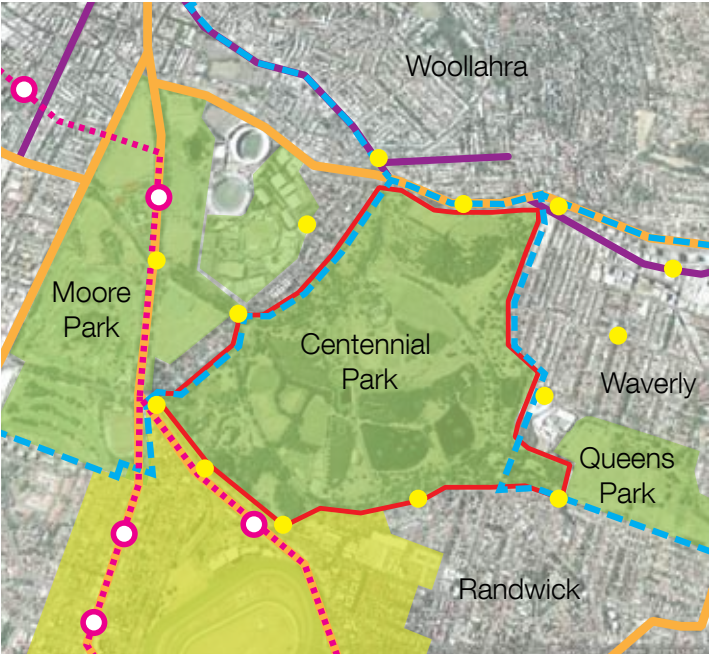 Woollahra
Moore
Park
Centennial
Park
Waverly
Queens
Park
Randwick